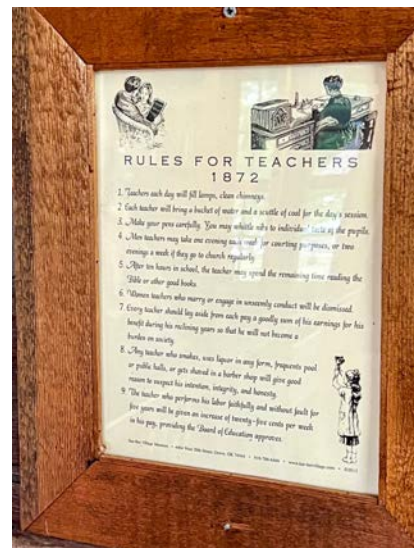 RULES FOR TEACHERS
1872
1. Teachers each day will fill lamps, clean chimneys.
2. Each teacher will bring a bucket of water and a scuttle of coal for the day's session.
3. Make your pens carefully. You may whittle nibs to individual taste of the pupils.
4. Men teachers may take one evening each week for courting purposes, or two
evenings a week if they go to church regularly.
5. After ten hours in school, the teacher may spend the remaining time reading the
Bible or other good books.
6. Women teachers who marry or engage in unseemly conduct will be dismissed.
7. Every teacher should lay aside from each pay a goodly sum of his earnings for his
benefit during his declining years so that he will not become a
burden on society.
8. Any teacher who smokes, uses liquor in any form, frequents pool
or public halls, or gets shaved in a barber shop will give good
reason to suspect his intention, integrity, and honesty.
9. The teacher who performs his labor faithfully and without fault for
five years will be given an increase of twenty-five cents per week
in his pay, providing the Board of Education approves.
Har-Ber Village Museum • Grove, OK